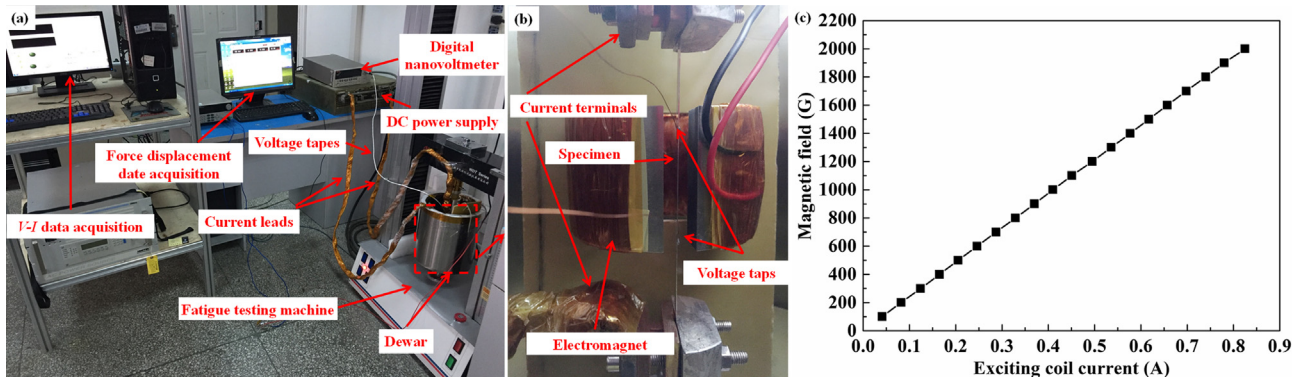 (a)
Digital
nanovoltmeter
DC power supply
Voltage tapes
Force displacement
date acquisition
V-I data acquisition
Current leads
Fatigue testing machine
Dewar
(b)
Current terminals
Specimen
Voltage taps
Electromagnet
(c)
Magnetic field (G)
2000
1800
1600
1400
1200
1000
800
600
400
200
0
0.0 0.1 0.2 0.3 0.4 0.5 0.6 0.7 0.8 0.9
Exciting coil current (A)